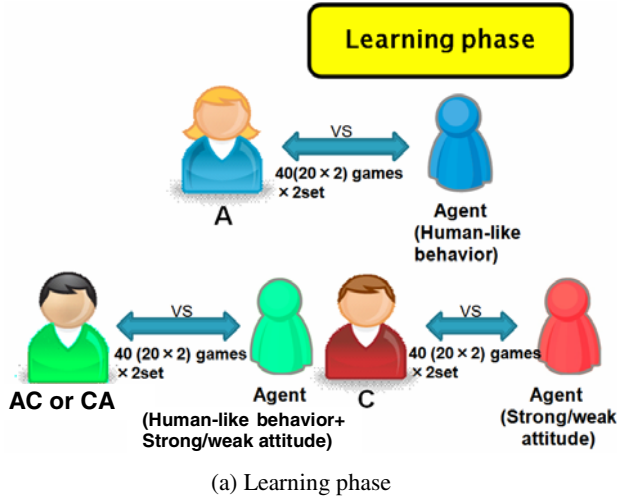 Learning phase
VS
40(20×2) games
×2set
A
Agent
(Human-like
behavior)
VS
40 (20×2) games
×2set
AC or CA
Agent
(Human-like behavior+
Strong/weak attitude)
VS
40 (20×2) games
×2set
C
Agent
(Strong/weak
attitude)
(a) Learning phase